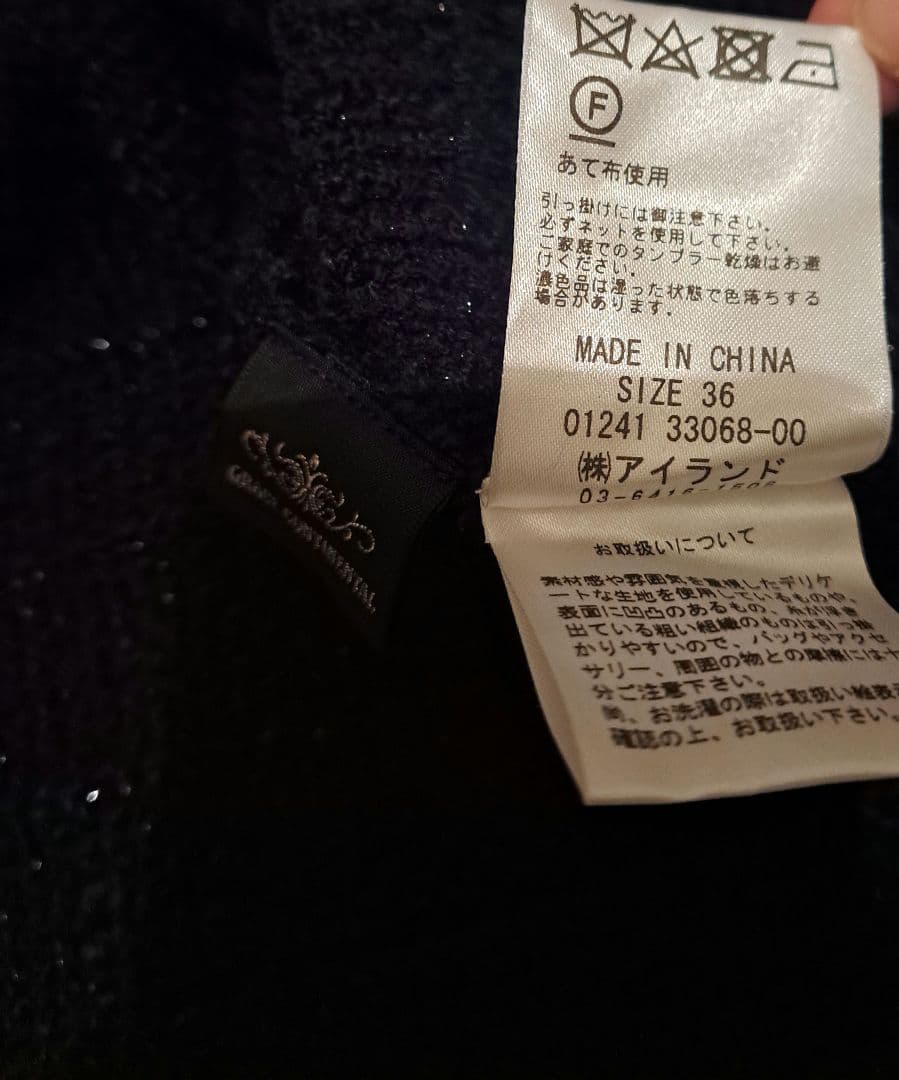 F
あて布使用
引っ掛けには御注意下さい。
必ずネットを使用して下さい。
ご家庭でのタンブラー乾燥はお避
けください。
濃色品は湿った状態で色落ちする
場合があります。
MADE IN CHINA
SIZE 36
01241 33068-00
㈱アイランド
お取扱いについて
素材感や雰囲気を重視したデリケ
ートな生地を使用しているものや、
表面に凹凸のあるもの、糸が浮き
出ている粗い組織のものは引っ掛
かりやすいので、バッグやアクセ
サリー、周囲の物との摩擦には十
分ご注意下さい。
尚、お洗濯の際は取扱い絵表示
確認の上、お取扱い下さい。